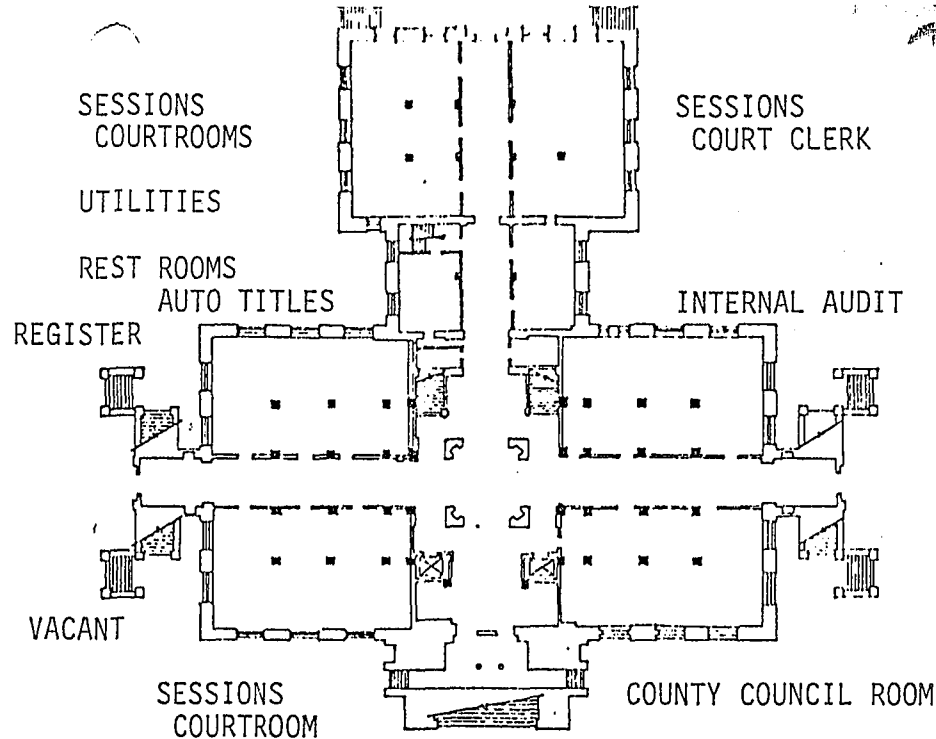 SESSIONS
COURTROOMS
SESSIONS
COURT CLERK
UTILITIES
REST ROOMS
AUTO TITLES
INTERNAL AUDIT
REGISTER
VACANT
SESSIONS
COURTROOM
COUNTY COUNCIL ROOM